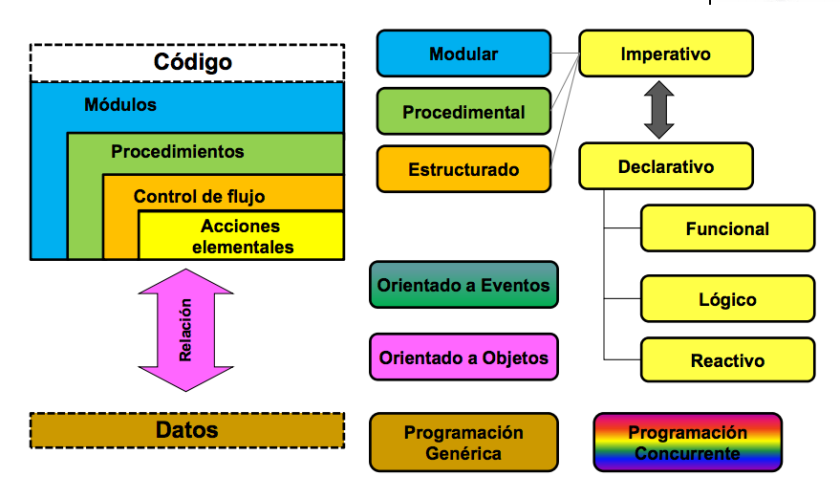 Código
Módulos
Procedimientos
Control de flujo
Acciones
elementales
Relación
Datos
Modular
Procedimental
Estructurado
Orientado a Eventos
Orientado a Objetos
Programación
Genérica
Imperativo
Declarativo
Funcional
Lógico
Reactivo
Programación
Concurrente